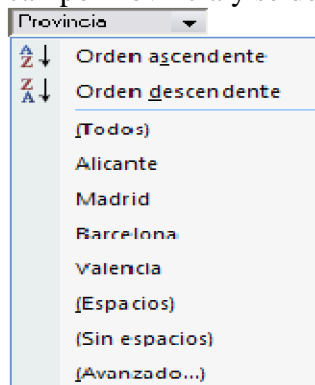 Provincia
Orden ascendente
Orden descendente
(Todos)
Alicante
Madrid
Barcelona
Valencia
(Espacios)
(Sin espacios)
(Avanzado...)